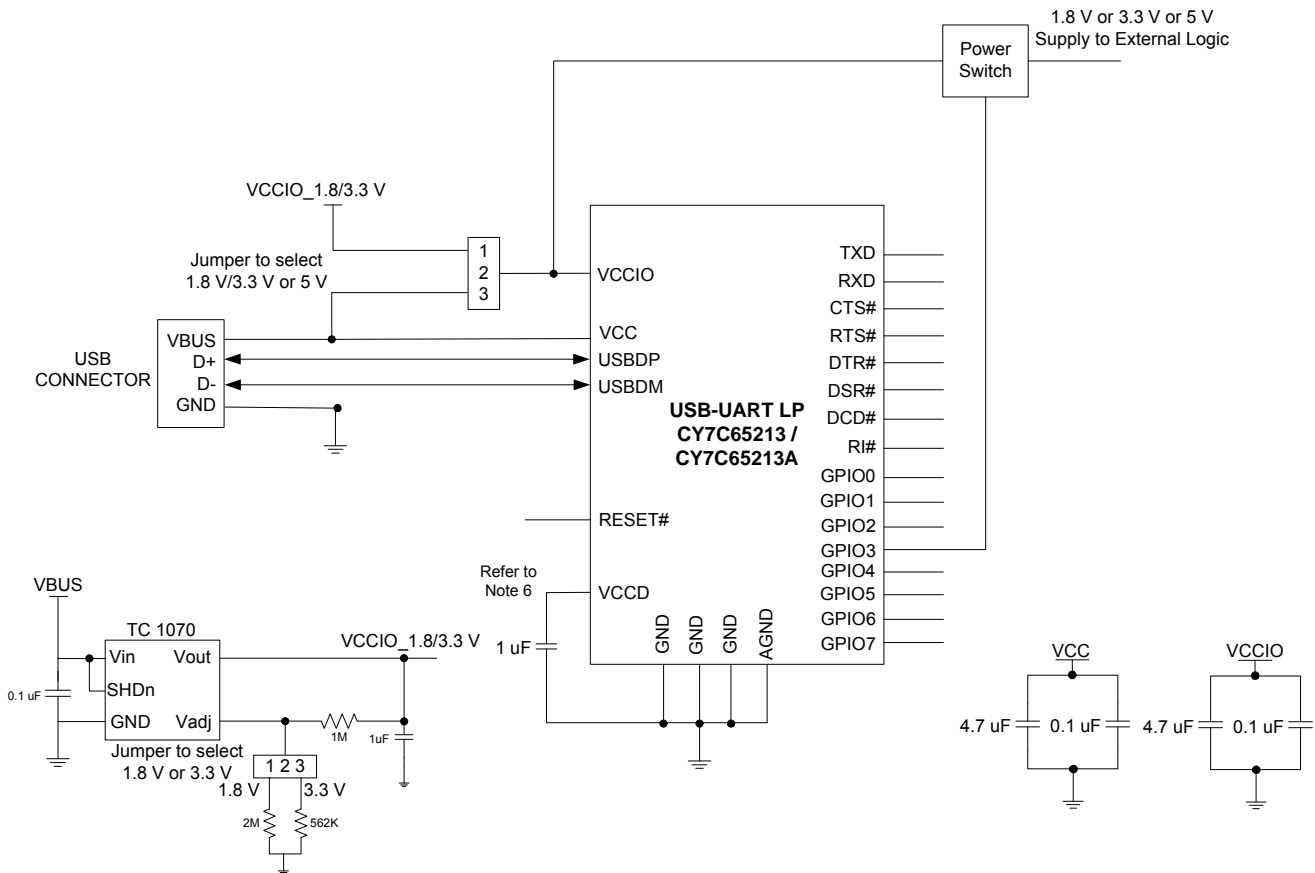 1.8 V or 3.3 V or 5 V
Supply to External Logic
Power
Switch
VCCIO_1.8/3.3 V
Jumper to select
1.8 V/3.3 V or 5 V
1
2
3
USB
CONNECTOR
VBUS
D+
D-
GND
VCCIO
VCC
USBDP
USBDM
RESET#
VCCD
USB-UART LP
CY7C65213 /
CY7C65213A
TXD
RXD
CTS#
RTS#
DTR#
DSR#
DCD#
RI#
GPIO0
GPIO1
GPIO2
GPIO3
GPIO4
GPIO5
GPIO6
GPIO7
GND
GND
GND
AGND
Refer to
Note 6
1 uF
VBUS
TC 1070
Vin
Vout
SHDn
GND
Vadj
VCCIO_1.8/3.3 V
0.1 uF
1M
1uF
Jumper to select
1.8 V or 3.3 V
1 2 3
1.8 V
3.3 V
2M
562K
VCC
4.7 uF
0.1 uF
VCCIO
4.7 uF
0.1 uF